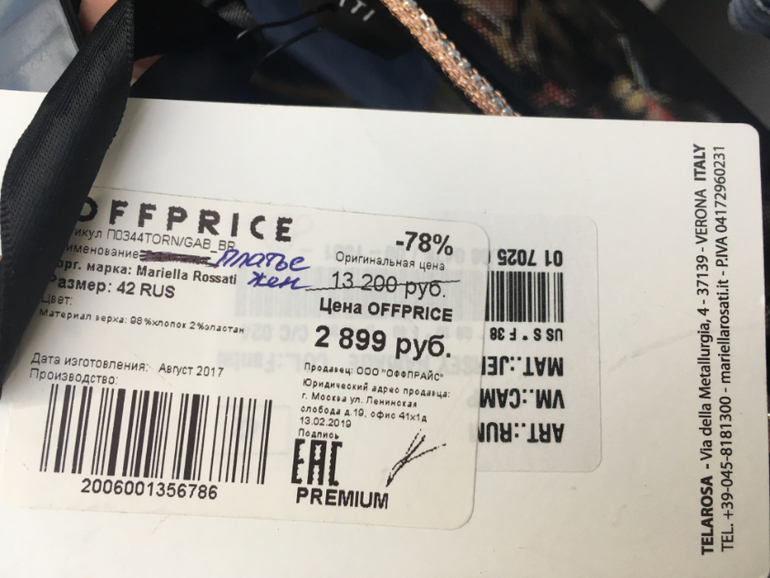 OFFPRICE
икул П0344TORN/GAB_BR
именование платье
жен
орг. марка: Mariella Rossati
Размер: 42 RUS
Цвет:
Материал верха: 98%хлопок 2%эластан
Дата изготовления: Август 2017
Производство:
2006001356786
-78%
Оригинальная цена
13 200 руб.
Цена OFFPRICE
2 899 руб.
Продавец: ООО "ОФФПРАЙС"
Юридический адрес продавца:
г. Москва ул. Ленинская
слобода д.19, офис 41х1д
13.02.2019
Подпись
EAC
PREMIUM
01 7025
US S * F 38
MAT.:JE
VM.:CAMP
ART.:RUN
TELAROSA - Via della Metallurgia, 4 - 37139 - VERONA ITALY
TEL. +39-045-8181300 - mariellarosati.it - P.IVA 04172960231